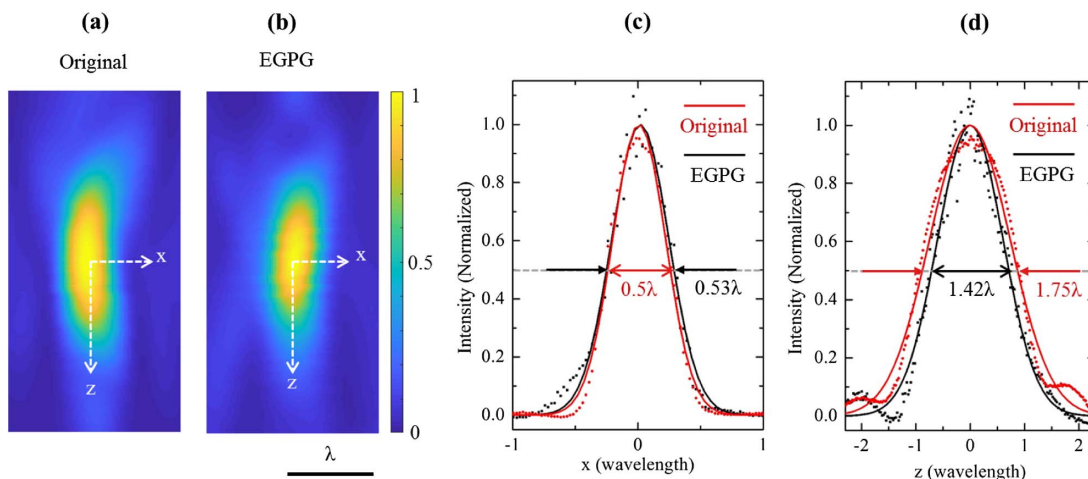 (a)
(b)
(c)
(d)
Original
EGPG
x
z
x
z
1
0.5
0
λ
Original
EGPG
0.5λ
0.53λ
Intensity (Normalized)
1.0
0.8
0.6
0.4
0.2
0.0
-1
0
1
x (wavelength)
Original
EGPG
1.42λ
1.75λ
Intensity (Normalized)
1.0
0.8
0.6
0.4
0.2
0.0
-2
-1
0
1
2
z (wavelength)